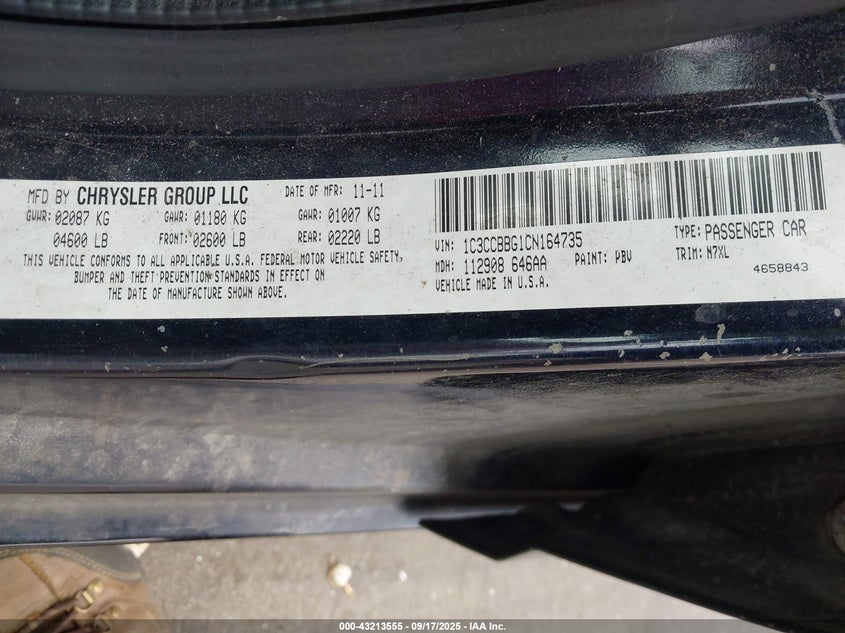 MFD BY CHRYSLER GROUP LLC DATE OF MFR: 11-11
GVWR: 02087 KG GAWR: 01180 KG GAWR: 01007 KG
04600 LB FRONT: 02600 LB REAR: 02220 LB
THIS VEHICLE CONFORMS TO ALL APPLICABLE U.S.A. FEDERAL MOTOR VEHICLE SAFETY,
BUMPER AND THEFT PREVENTION STANDARDS IN EFFECT ON
THE DATE OF MANUFACTURE SHOWN ABOVE.
VIN: 1C3CCBBG1CN164735 TYPE: PASSENGER CAR
MDH: 112908 646AA PAINT: PBV TRIM: N7XL
VEHICLE MADE IN U.S.A. 4658843
000-43213555 - 09/17/2025 - IAA Inc.